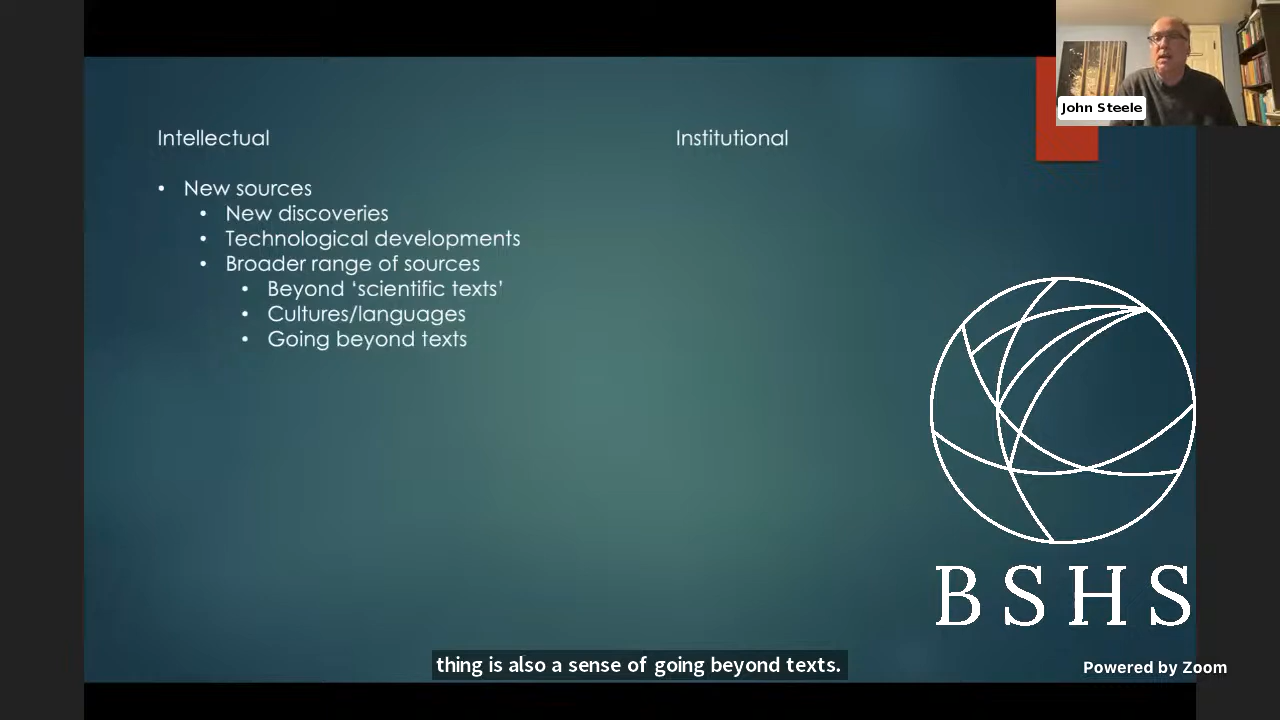 John Steele
Intellectual
Institutional
• New sources
• New discoveries
• Technological developments
• Broader range of sources
• Beyond ‘scientific texts’
• Cultures/languages
• Going beyond texts
BSHS
thing is also a sense of going beyond texts.
Powered by Zoom